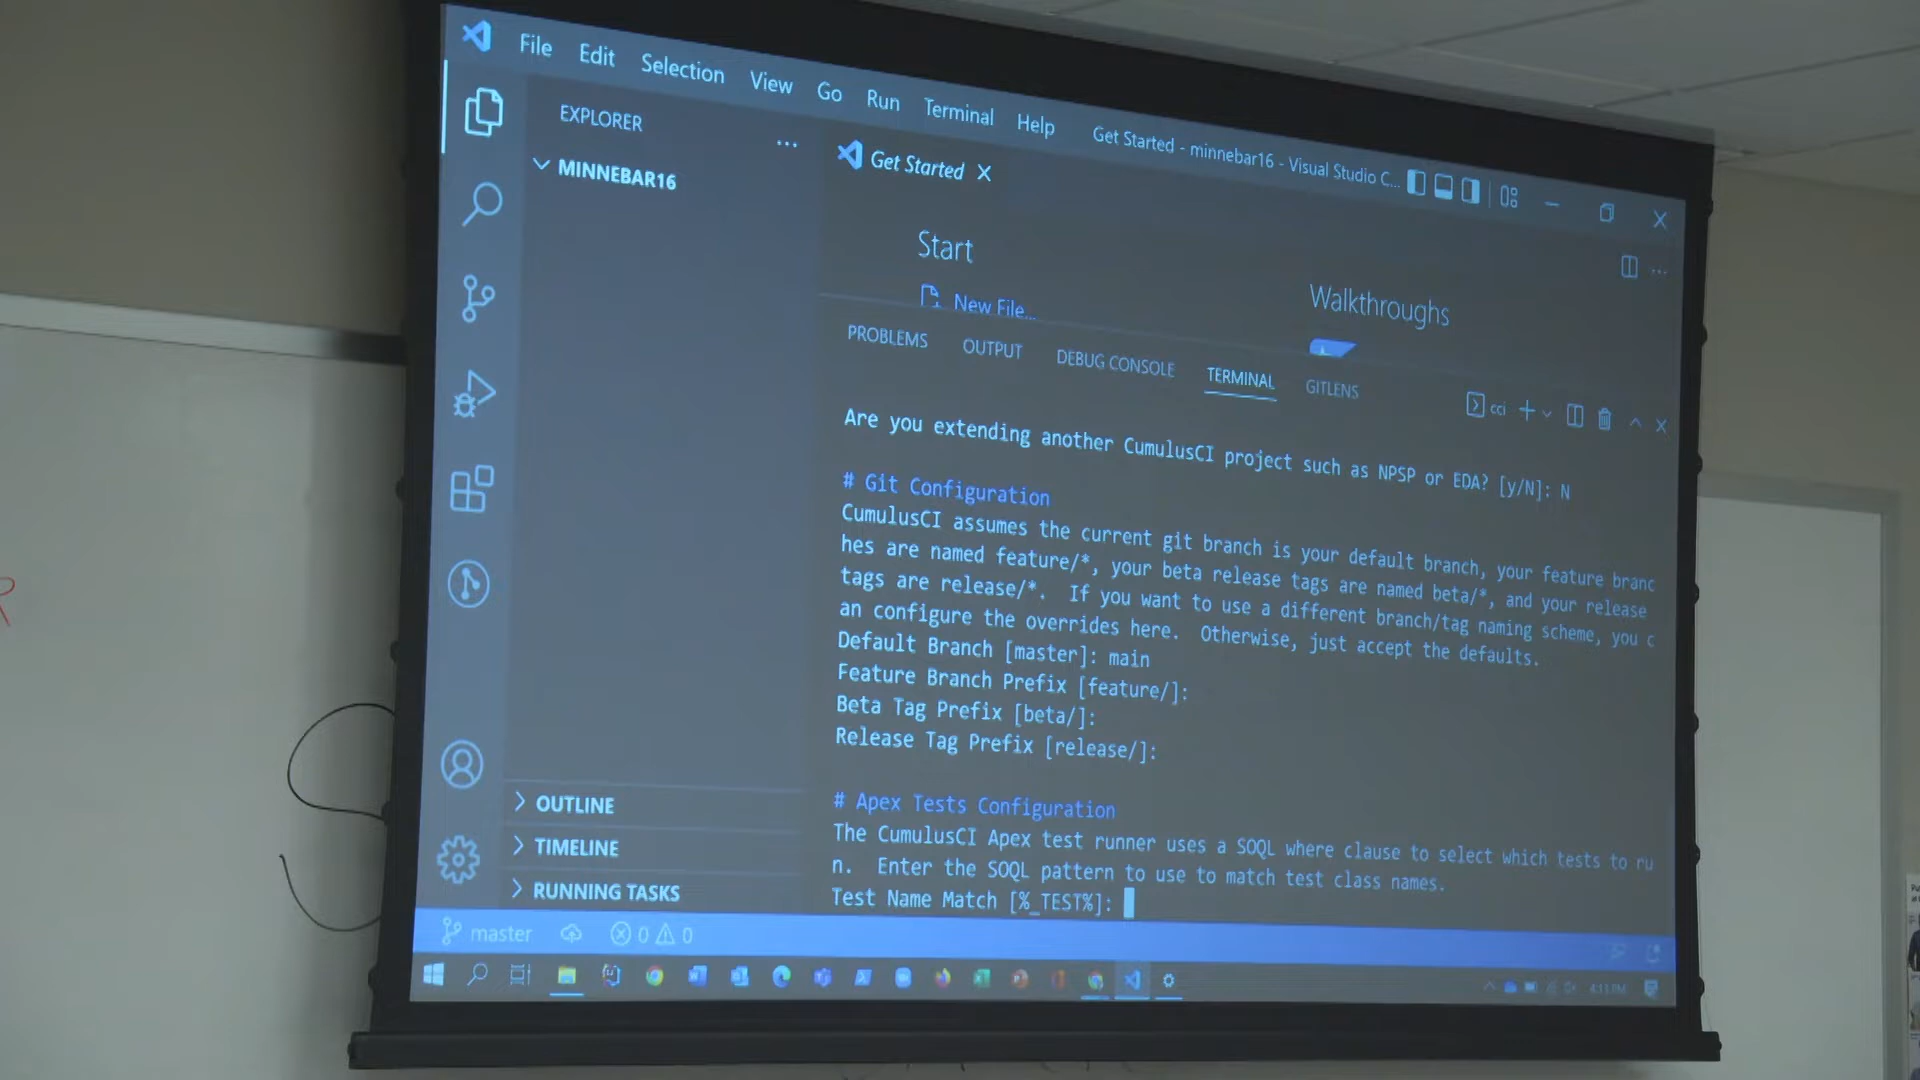 File Edit Selection View Go Run Terminal Help Get Started - minnebar16 - Visual Studio C...
EXPLORER
MINNEBAR16
Get Started
Start
New File...
Walkthroughs
PROBLEMS OUTPUT DEBUG CONSOLE TERMINAL GITLENS
cci
Are you extending another CumulusCI project such as NPSP or EDA? [y/N]: N
# Git Configuration
CumulusCI assumes the current git branch is your default branch, your feature branc
hes are named feature/*, your beta release tags are named beta/*, and your release
tags are release/*.  If you want to use a different branch/tag naming scheme, you c
an configure the overrides here.  Otherwise, just accept the defaults.
Default Branch [master]: main
Feature Branch Prefix [feature/]:
Beta Tag Prefix [beta/]:
Release Tag Prefix [release/]:
# Apex Tests Configuration
The CumulusCI Apex test runner uses a SOQL where clause to select which tests to ru
n.  Enter the SOQL pattern to use to match test class names.
Test Name Match [%_TEST%]:
OUTLINE
TIMELINE
RUNNING TASKS
master 0 0
4:13 PM